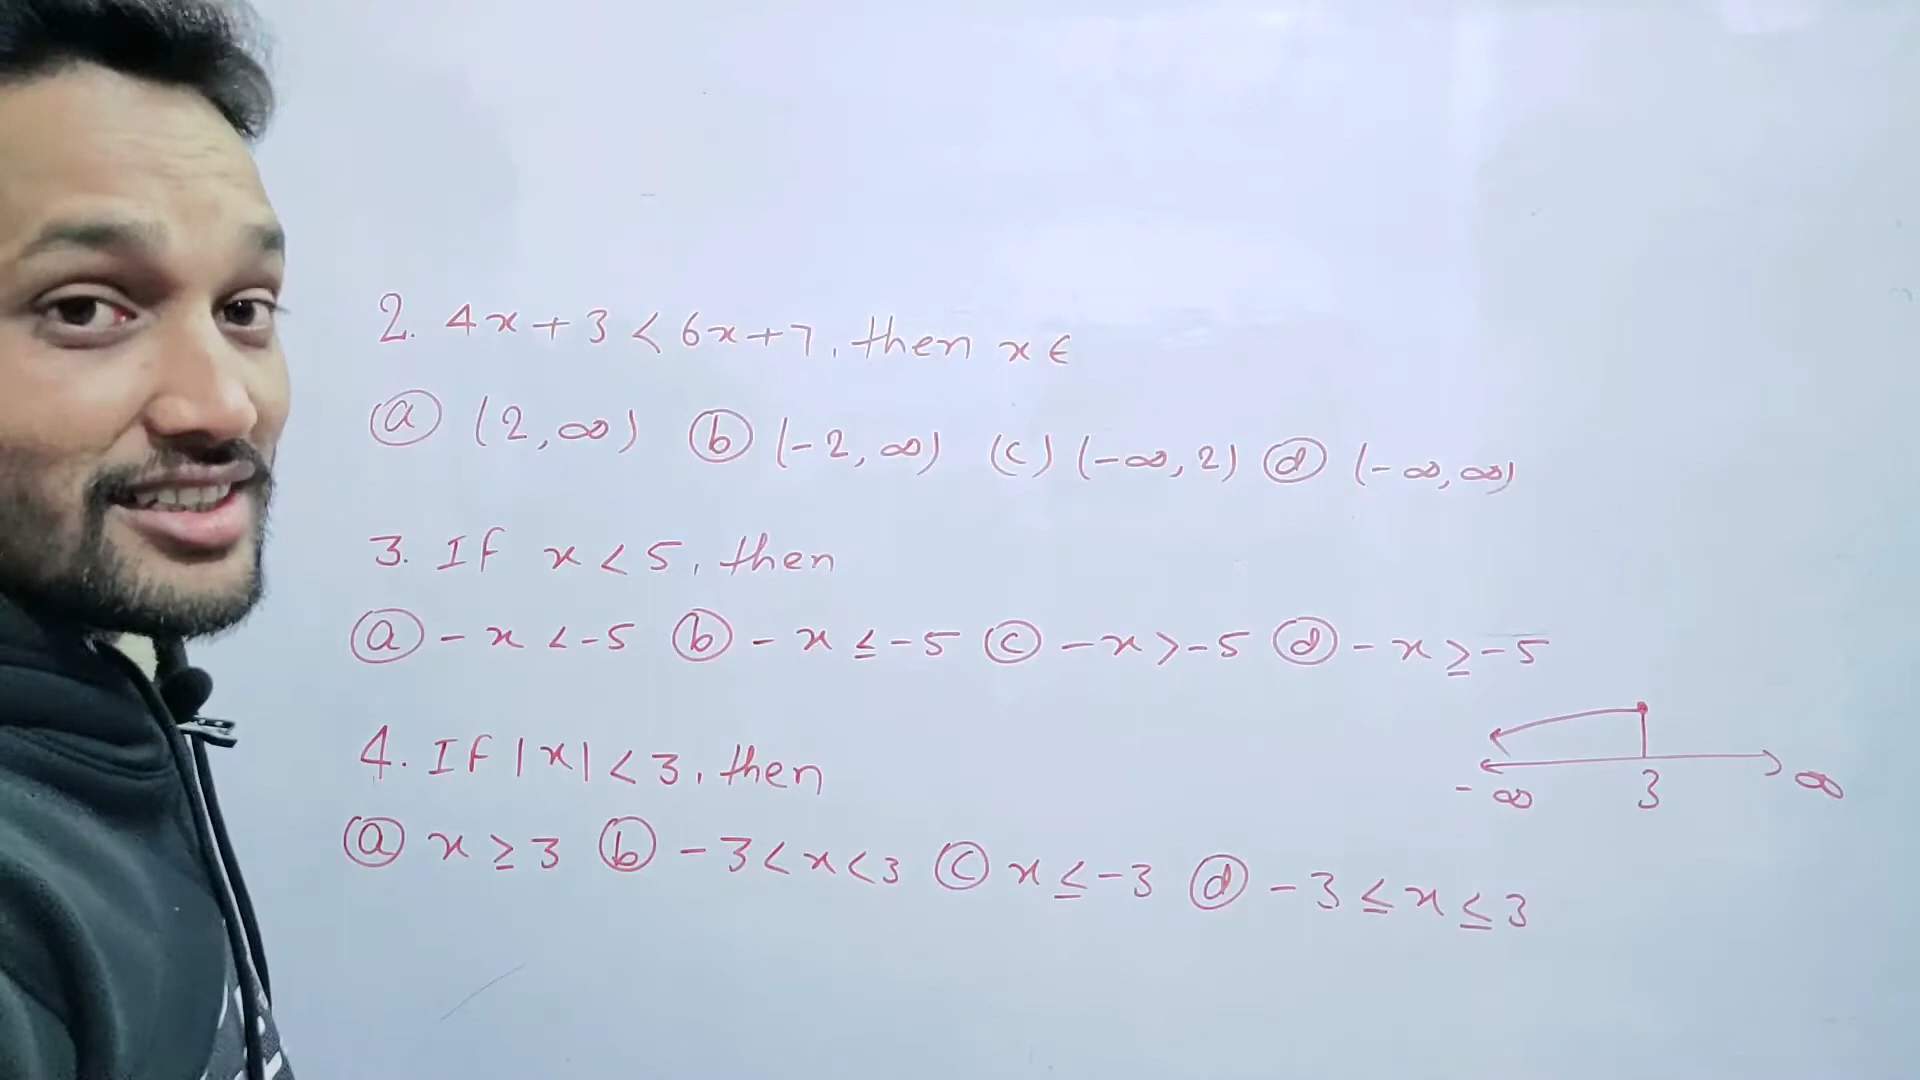 2. 4x + 3 < 6x + 7, then x ∈
ⓐ (2, ∞) ⓑ (-2, ∞) (c) (-∞, 2) ⓓ (-∞, ∞)
3. If x < 5, then
ⓐ - x < -5 ⓑ - x ≤ -5 ⓒ - x > -5 ⓓ - x ≥ -5
4. If |x| < 3, then
- ∞ 3 ∞
ⓐ x ≥ 3 ⓑ - 3 < x < 3 ⓒ x ≤ -3 ⓓ - 3 ≤ x ≤ 3